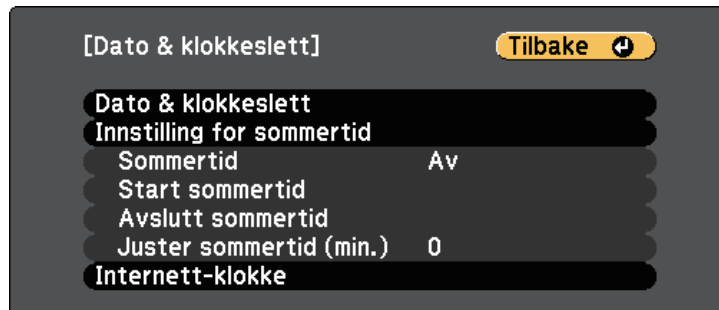 [Dato & klokkeslett] Tilbake
Dato & klokkeslett
Innstilling for sommertid
Sommertid Av
Start sommertid
Avslutt sommertid
Juster sommertid (min.) 0
Internett-klokke